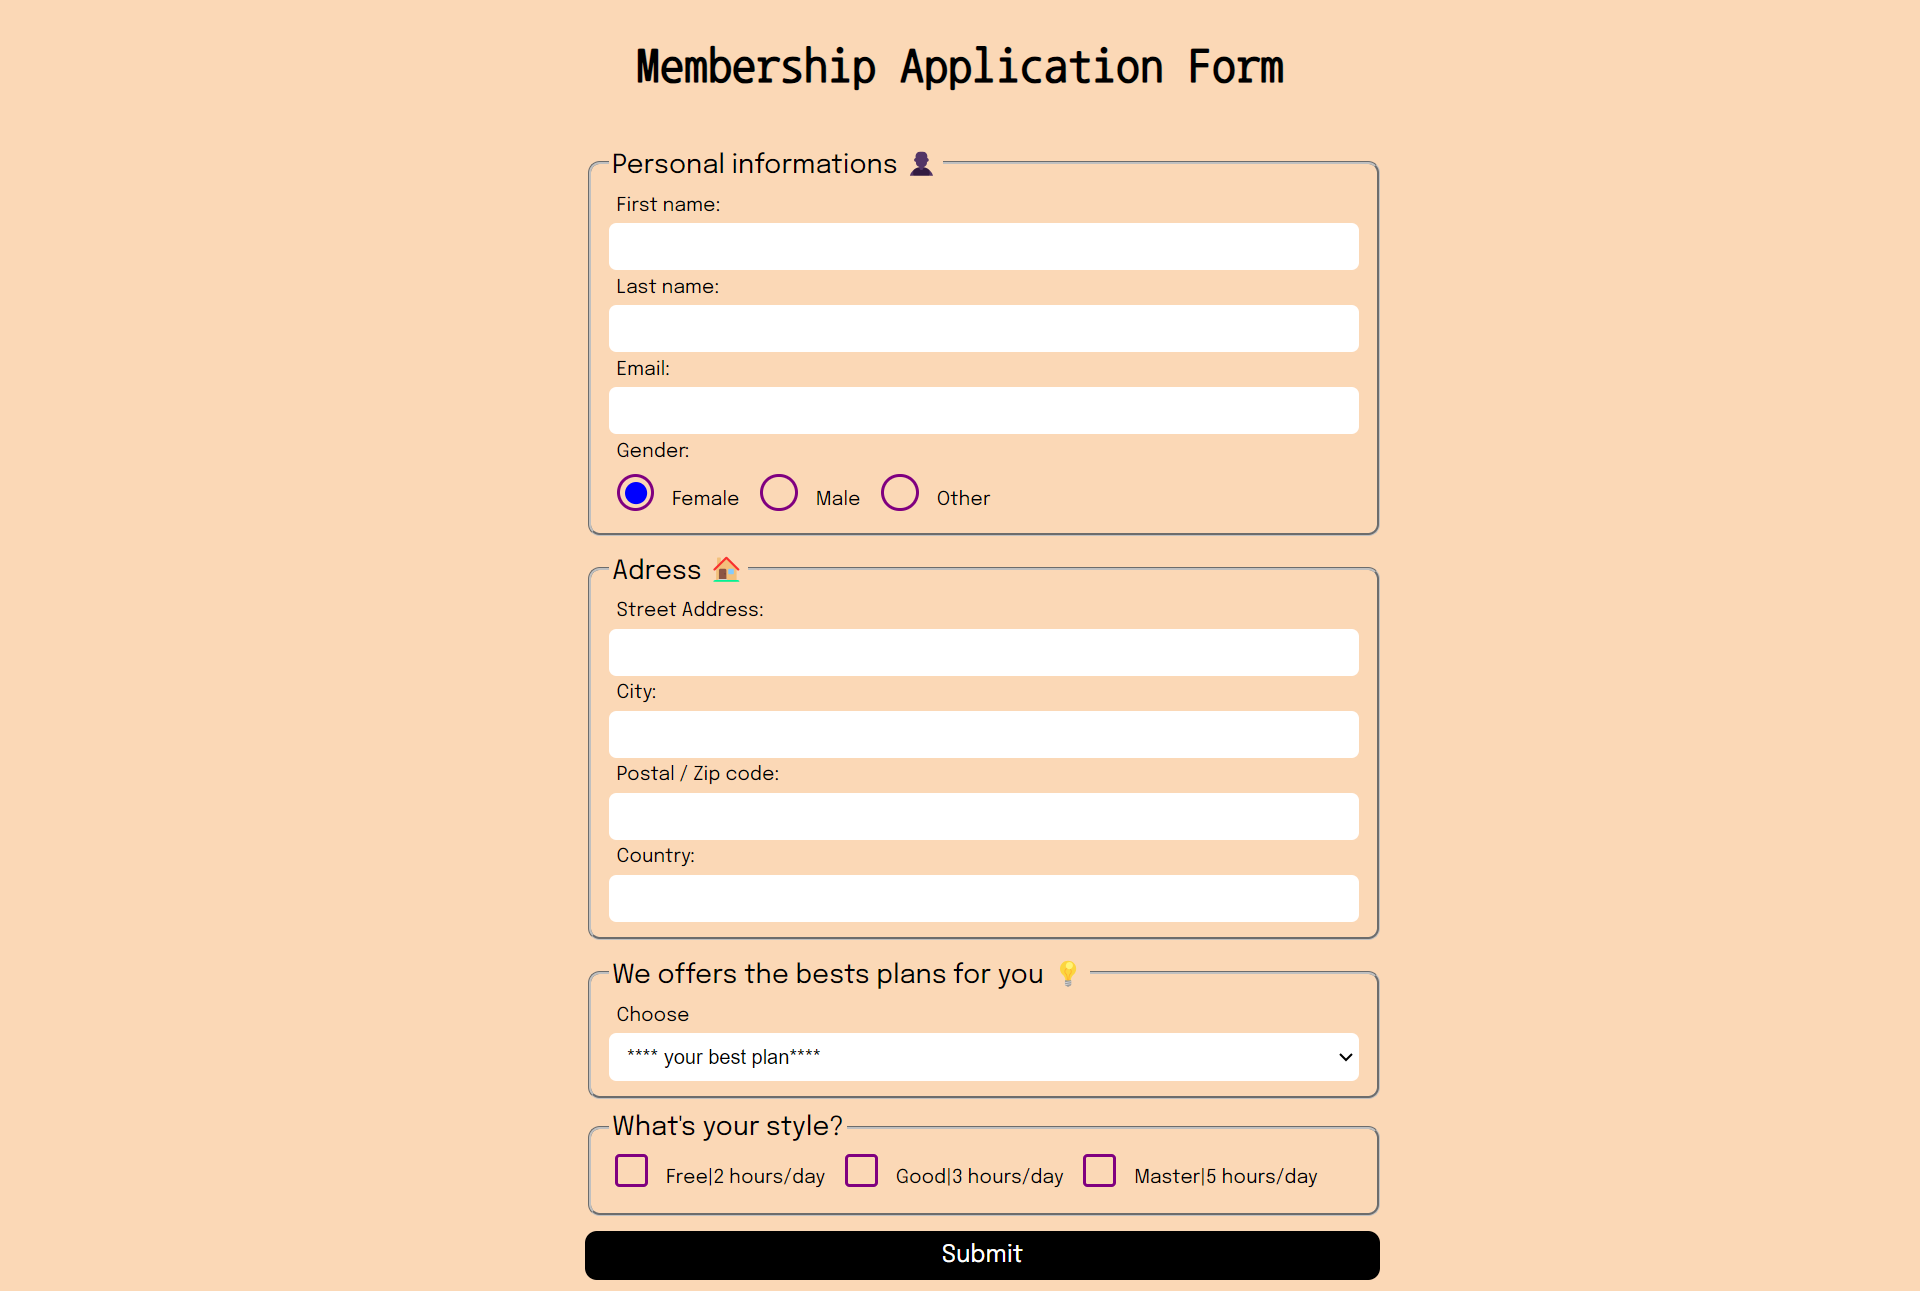 Membership Application Form
Personal informations 👤
First name:
Last name:
Email:
Gender:
Female Male Other
Adress 🏠
Street Address:
City:
Postal / Zip code:
Country:
We offers the bests plans for you 💡
Choose
**** your best plan****
What's your style?
Free|2 hours/day Good|3 hours/day Master|5 hours/day
Submit